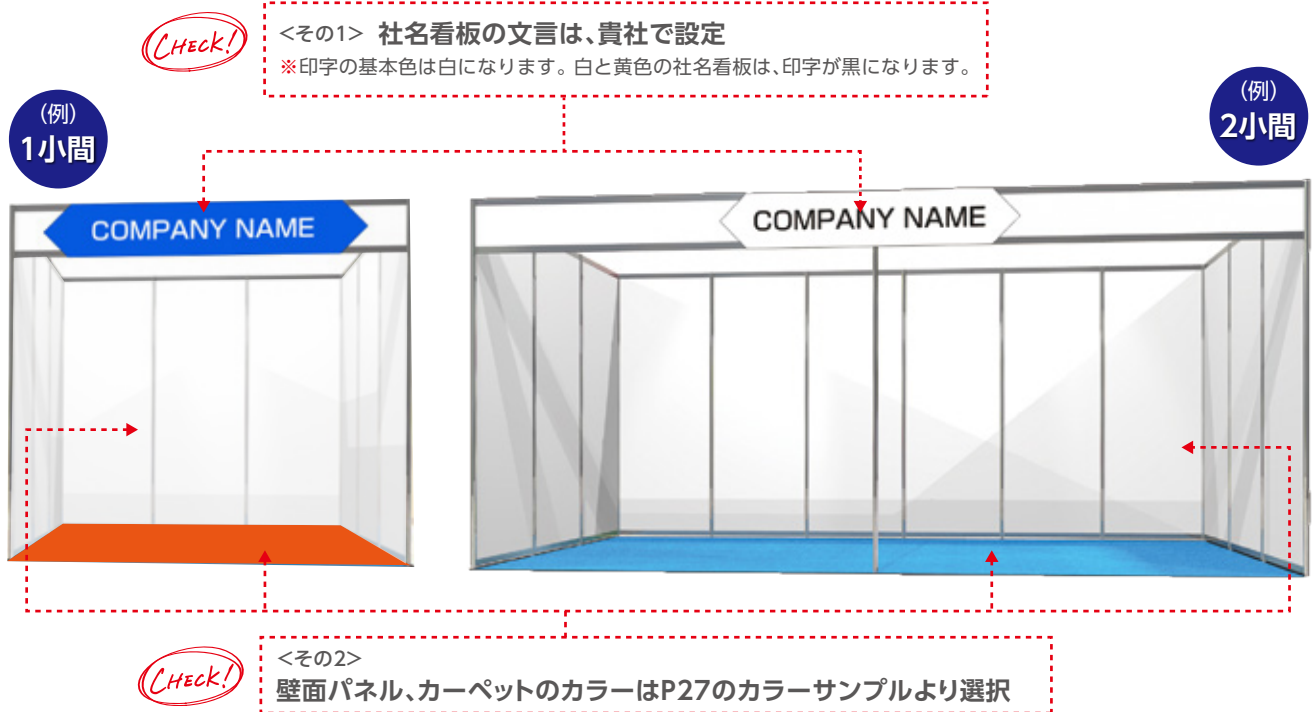 CHECK!
<その1> 社名看板の文言は、貴社で設定
※印字の基本色は白になります。白と黄色の社名看板は、印字が黒になります。
(例)
1小間
(例)
2小間
COMPANY NAME
COMPANY NAME
CHECK!
<その2>
壁面パネル、カーペットのカラーはP27のカラーサンプルより選択